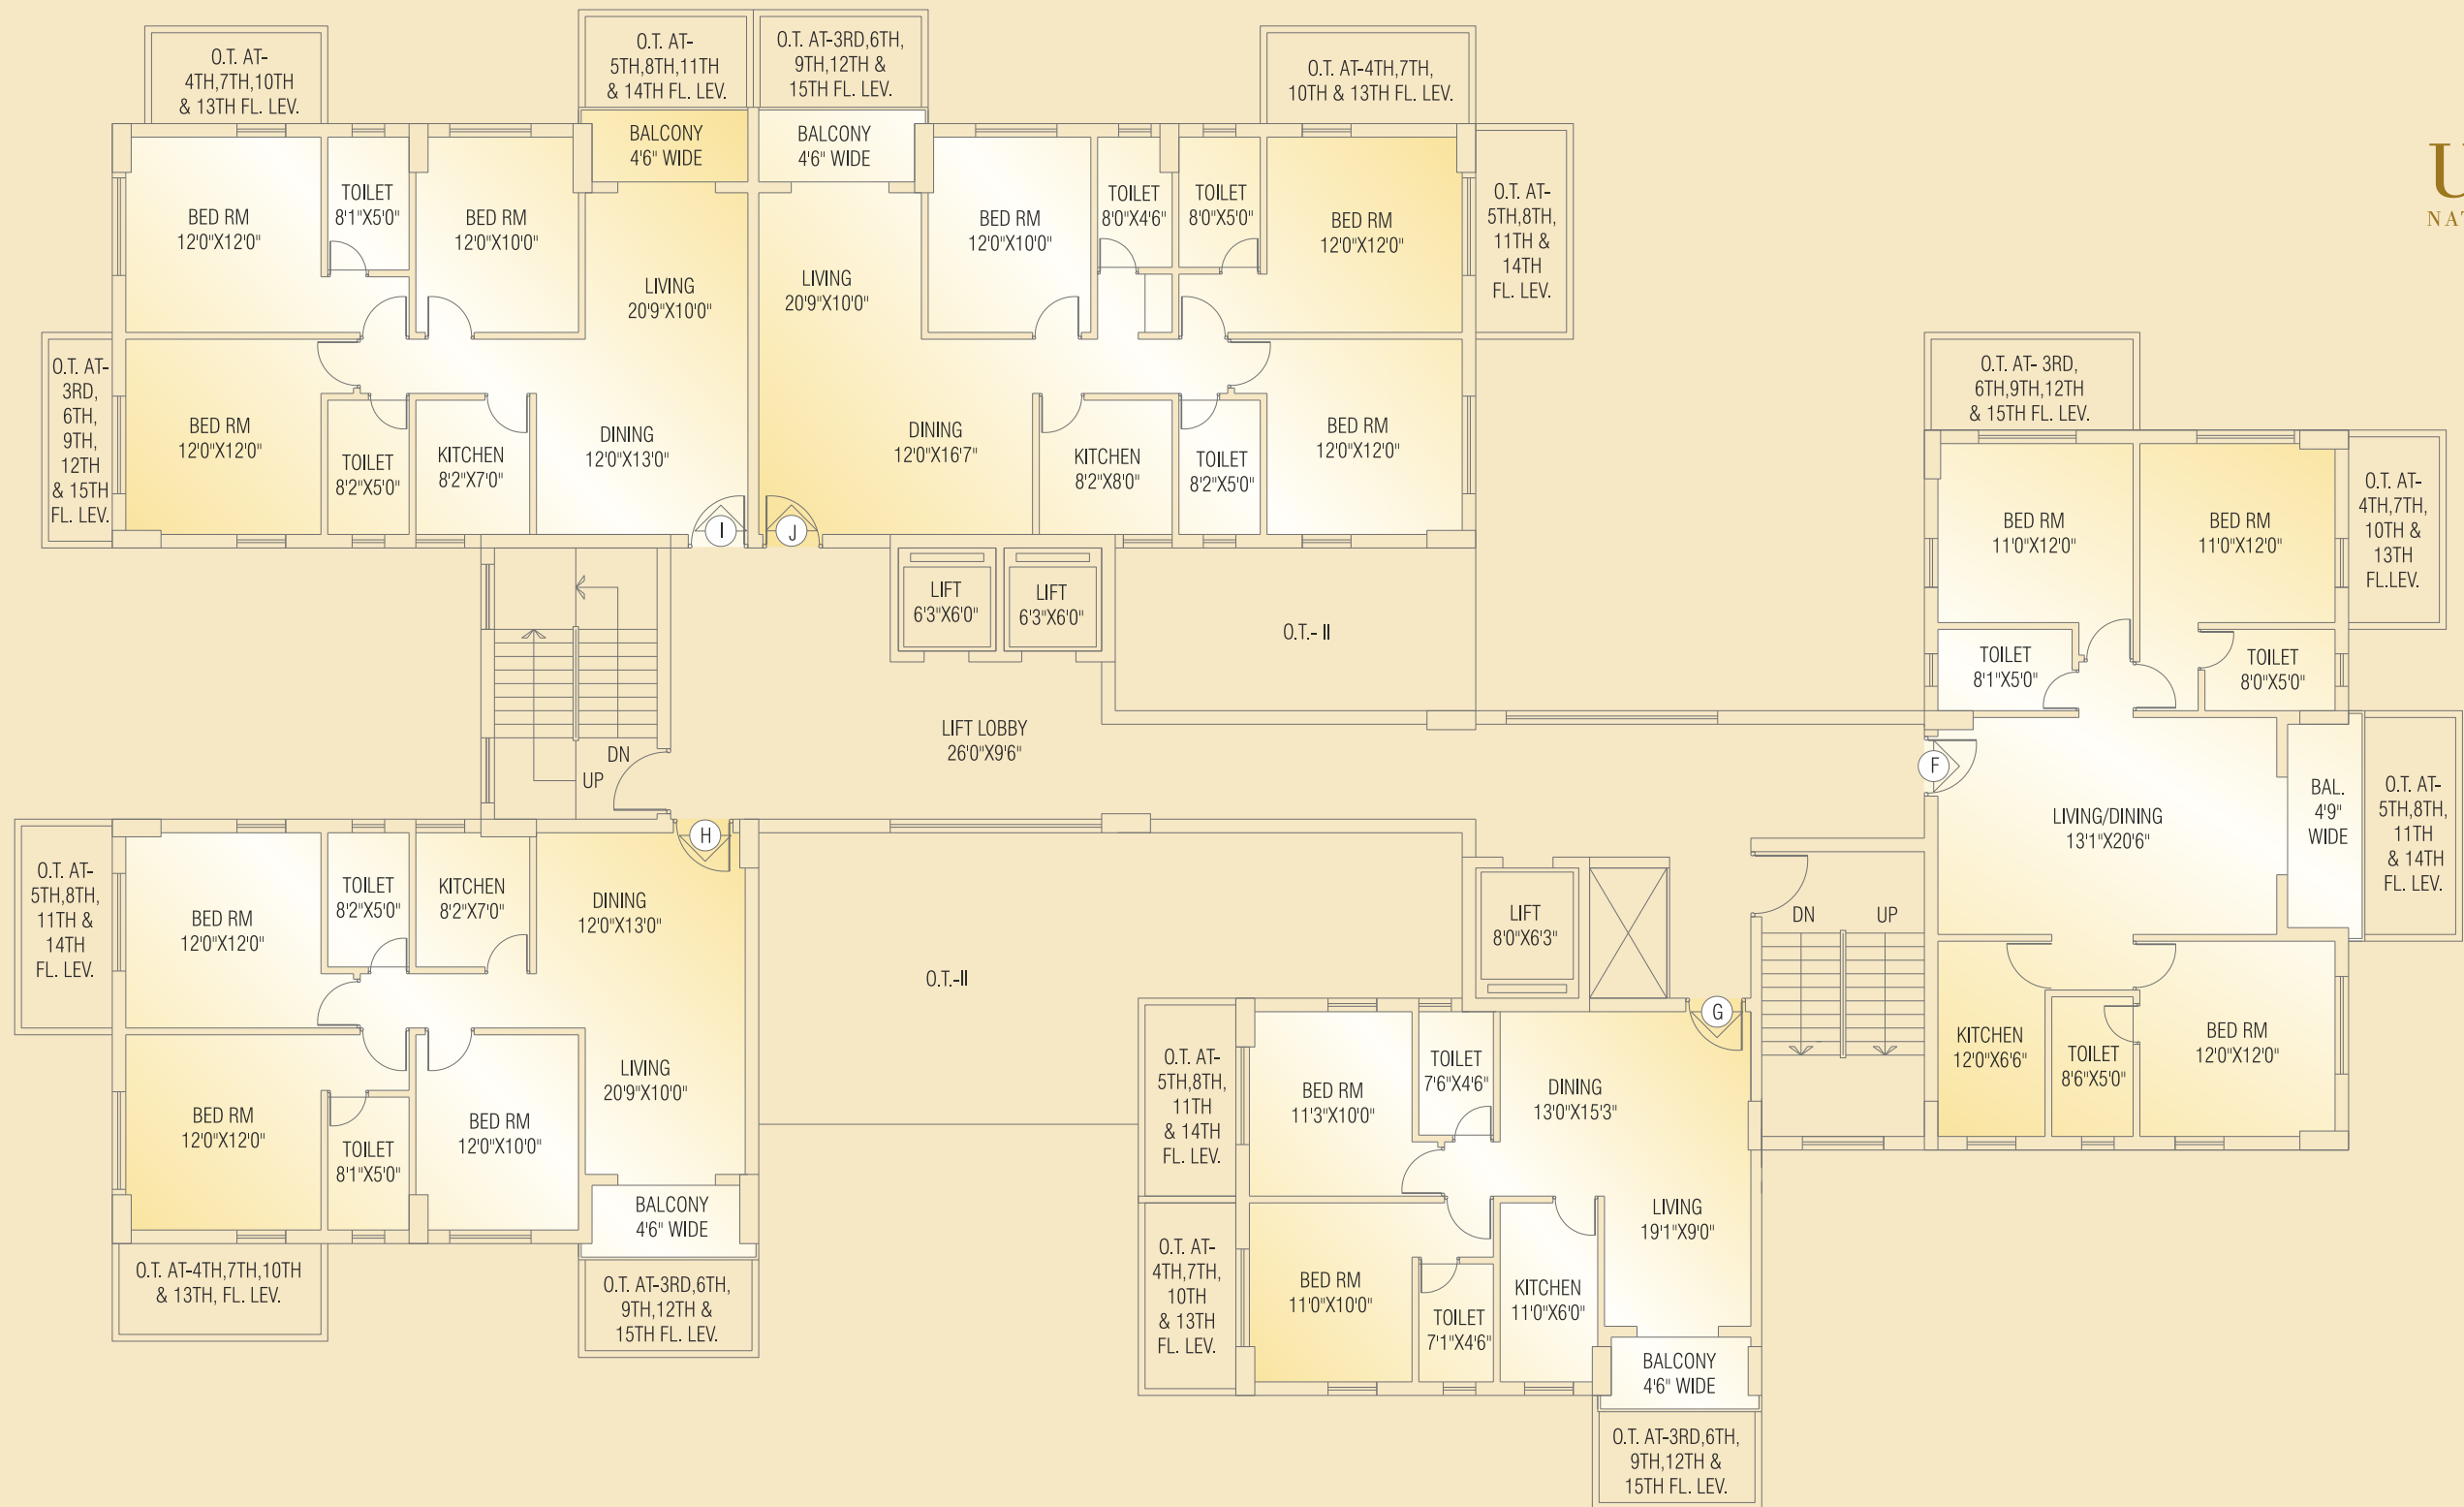 O.T. AT-
4TH,7TH,10TH
& 13TH FL. LEV.
O.T. AT-
5TH,8TH,11TH
& 14TH FL. LEV.
O.T. AT-3RD,6TH,
9TH,12TH &
15TH FL. LEV.
O.T. AT-4TH,7TH,
10TH & 13TH FL. LEV.
BALCONY
4'6" WIDE
BALCONY
4'6" WIDE
BED RM
12'0"X12'0"
TOILET
8'1"X5'0"
BED RM
12'0"X10'0"
LIVING
20'9"X10'0"
LIVING
20'9"X10'0"
BED RM
12'0"X10'0"
TOILET
8'0"X4'6"
TOILET
8'0"X5'0"
BED RM
12'0"X12'0"
O.T. AT-
5TH,8TH,
11TH &
14TH
FL. LEV.
O.T. AT-
3RD,
6TH,
9TH,
12TH
& 15TH
FL. LEV.
BED RM
12'0"X12'0"
TOILET
8'2"X5'0"
KITCHEN
8'2"X7'0"
DINING
12'0"X13'0"
DINING
12'0"X16'7"
KITCHEN
8'2"X8'0"
TOILET
8'2"X5'0"
BED RM
12'0"X12'0"
I
J
LIFT
6'3"X6'0"
LIFT
6'3"X6'0"
O.T.- II
LIFT LOBBY
26'0"X9'6"
DN
UP
O.T. AT- 3RD,
6TH,9TH,12TH
& 15TH FL. LEV.
BED RM
11'0"X12'0"
BED RM
11'0"X12'0"
O.T. AT-
4TH,7TH,
10TH &
13TH
FL.LEV.
TOILET
8'1"X5'0"
TOILET
8'0"X5'0"
F
LIVING/DINING
13'1"X20'6"
BAL.
4'9"
WIDE
O.T. AT-
5TH,8TH,
11TH
& 14TH
FL. LEV.
KITCHEN
12'0"X6'6"
TOILET
8'6"X5'0"
BED RM
12'0"X12'0"
H
O.T. AT-
5TH,8TH,
11TH &
14TH
FL. LEV.
BED RM
12'0"X12'0"
TOILET
8'2"X5'0"
KITCHEN
8'2"X7'0"
DINING
12'0"X13'0"
O.T.-II
LIFT
8'0"X6'3"
DN
UP
LIVING
20'9"X10'0"
BED RM
12'0"X12'0"
TOILET
8'1"X5'0"
BED RM
12'0"X10'0"
BALCONY
4'6" WIDE
O.T. AT-4TH,7TH,10TH
& 13TH, FL. LEV.
O.T. AT-3RD,6TH,
9TH,12TH &
15TH FL. LEV.
G
O.T. AT-
5TH,8TH,
11TH
& 14TH
FL. LEV.
BED RM
11'3"X10'0"
TOILET
7'6"X4'6"
DINING
13'0"X15'3"
LIVING
19'1"X9'0"
O.T. AT-
4TH,7TH,
10TH
& 13TH
FL. LEV.
BED RM
11'0"X10'0"
TOILET
7'1"X4'6"
KITCHEN
11'0"X6'0"
BALCONY
4'6" WIDE
O.T. AT-3RD,6TH,
9TH,12TH &
15TH FL. LEV.